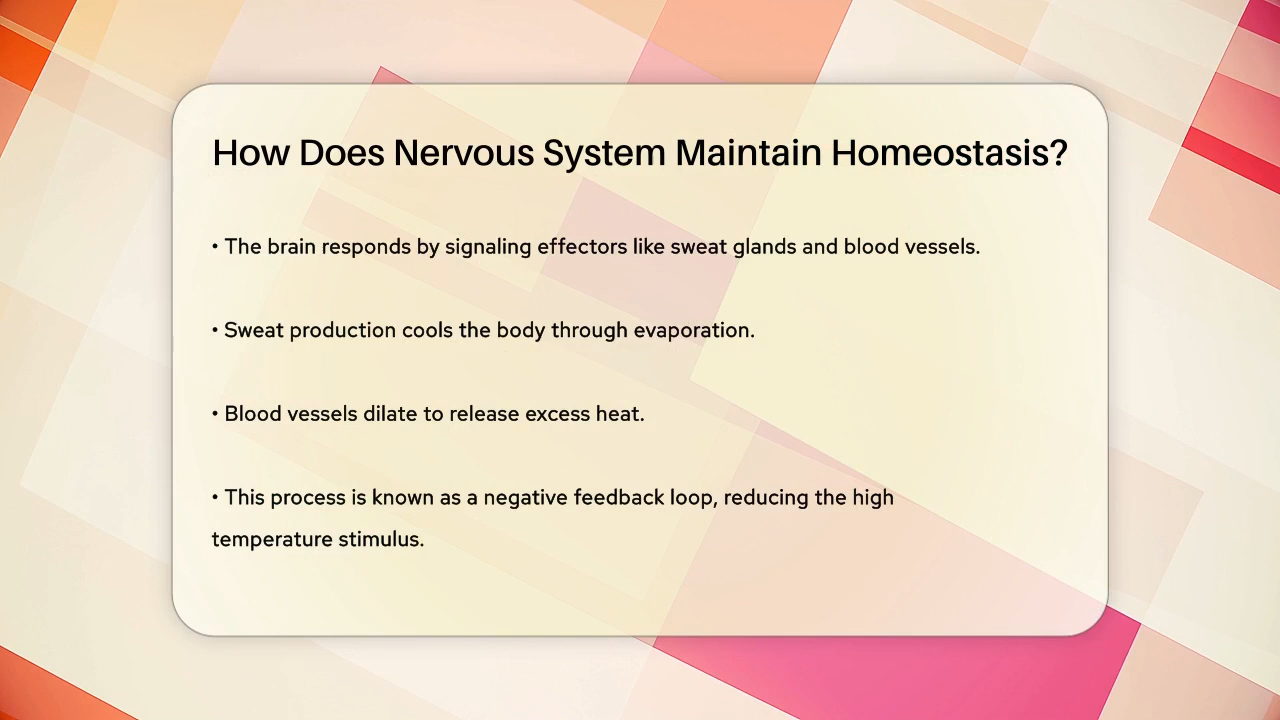 How Does Nervous System Maintain Homeostasis?
• The brain responds by signaling effectors like sweat glands and blood vessels.
• Sweat production cools the body through evaporation.
• Blood vessels dilate to release excess heat.
• This process is known as a negative feedback loop, reducing the high
temperature stimulus.